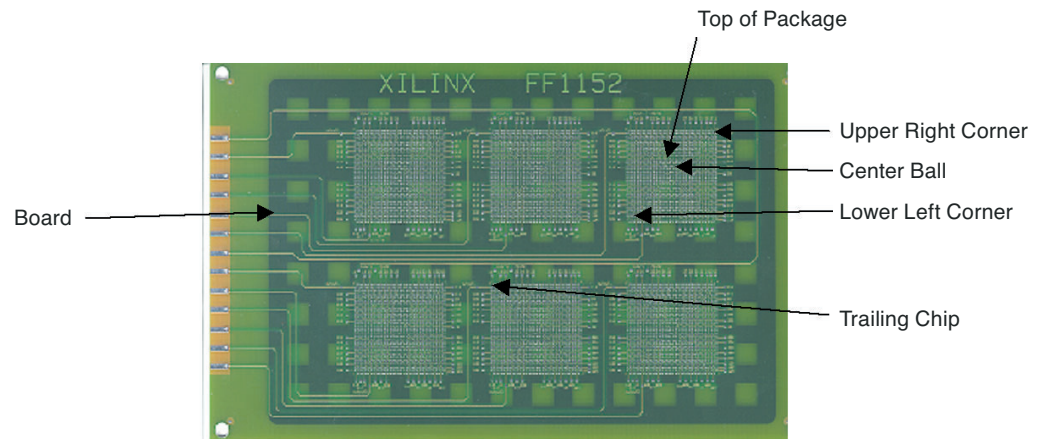 Top of Package
XILINX FF1152
Upper Right Corner
Center Ball
Board
Lower Left Corner
Trailing Chip